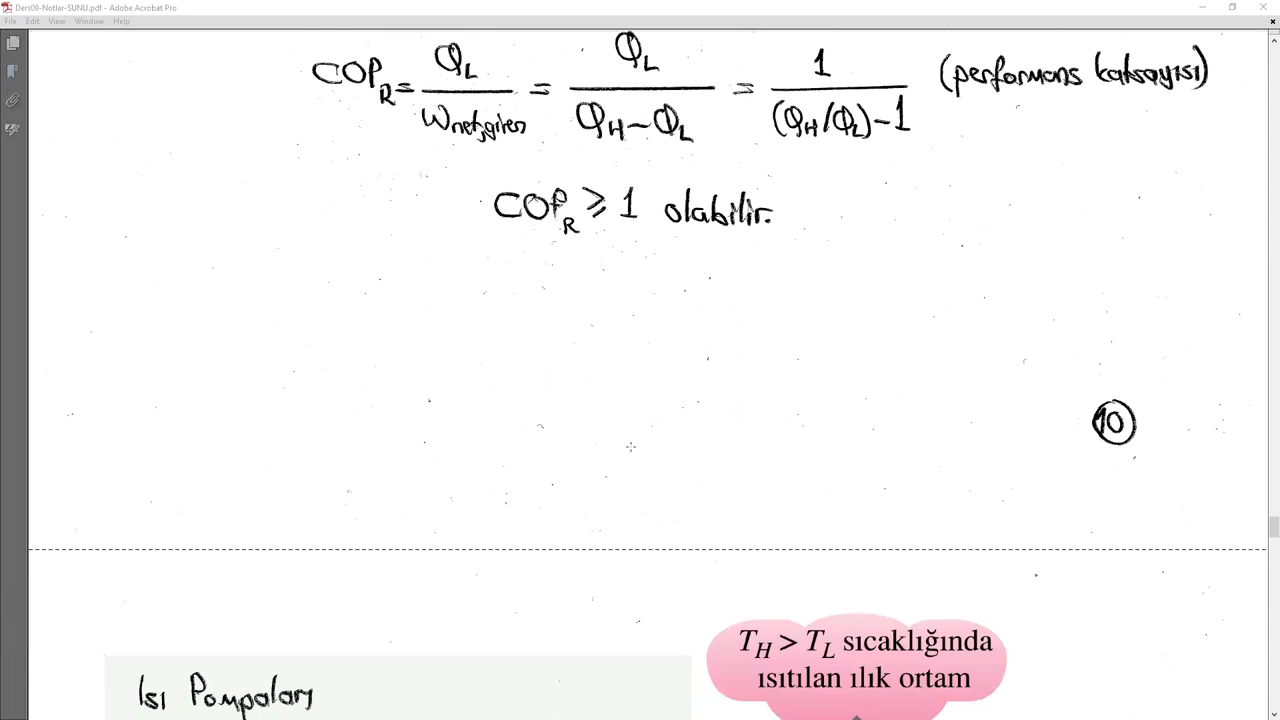 Ders09-Notlar-SUNU.pdf - Adobe Acrobat Pro
File Edit View Window Help
COP_R = Q_L / W_net,giren = Q_L / (Q_H - Q_L) = 1 / ((Q_H/Q_L) - 1) (performans katsayısı)
COP_R ≥ 1 olabilir.
10
T_H > T_L sıcaklığında
ısıtılan ılık ortam
Isı Pompaları